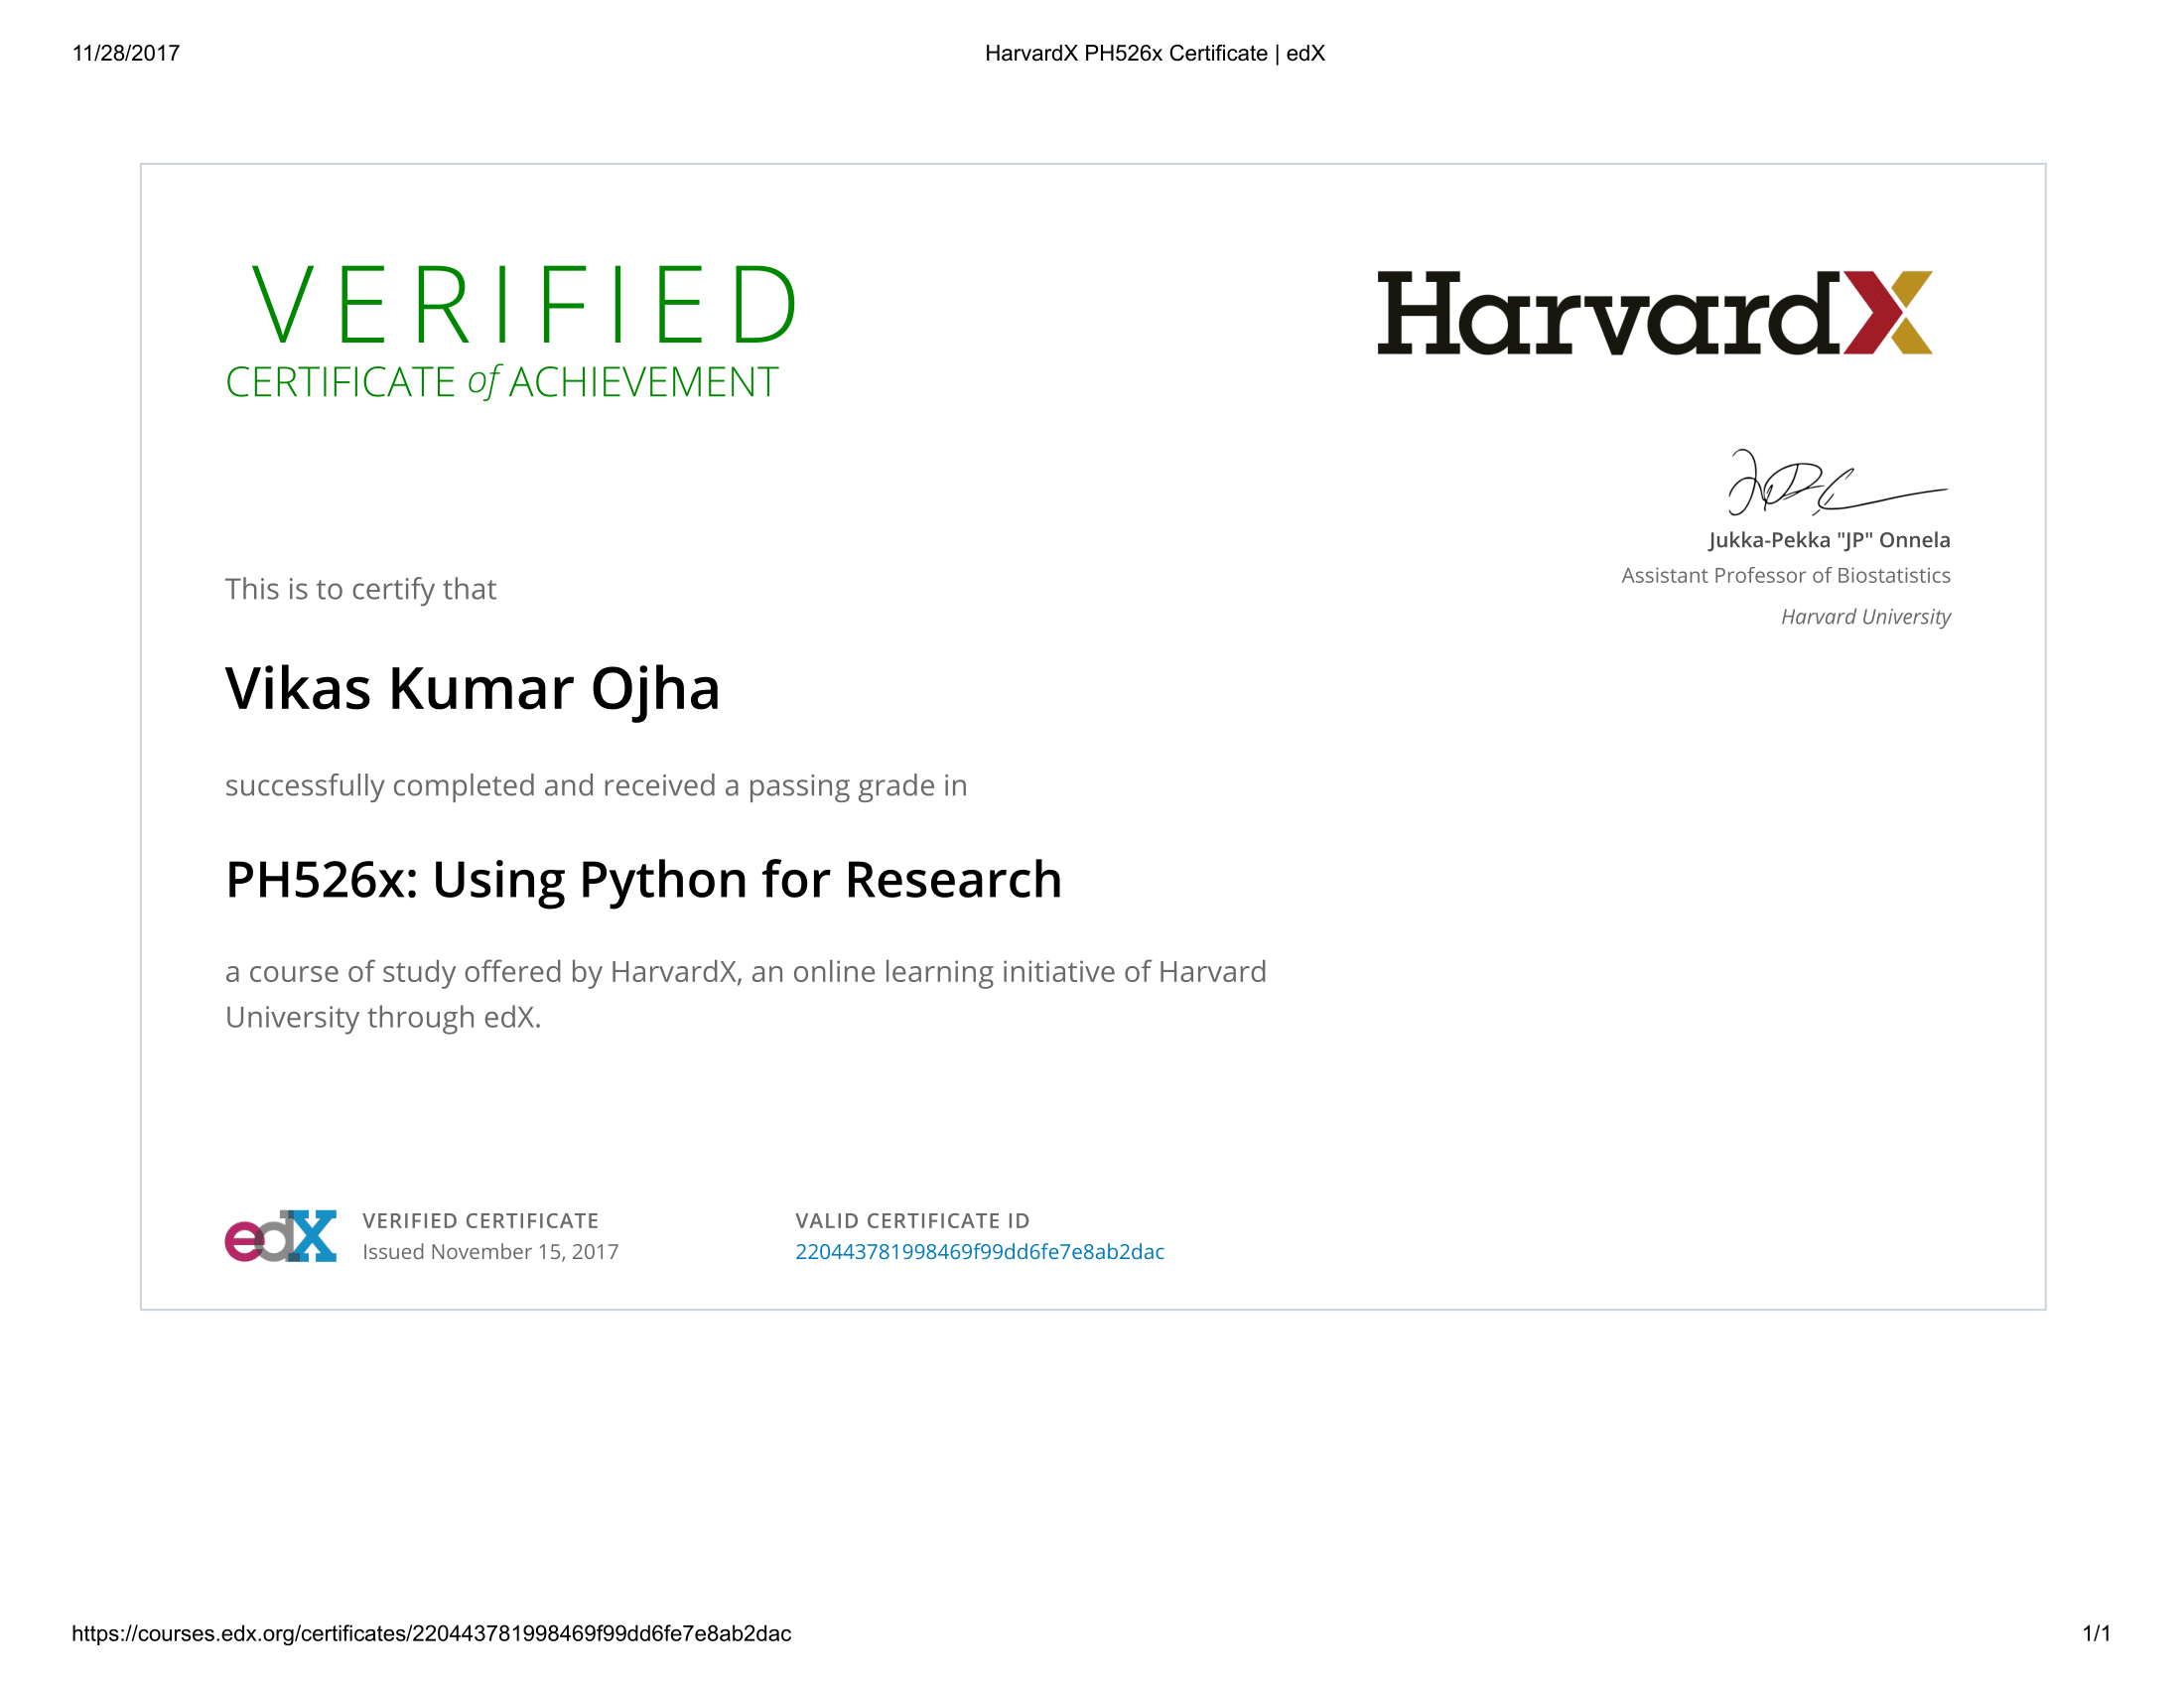 11/28/2017
HarvardX PH526x Certificate | edX
VERIFIED
CERTIFICATE of ACHIEVEMENT
HarvardX
Jukka-Pekka "JP" Onnela
Assistant Professor of Biostatistics
Harvard University
This is to certify that
Vikas Kumar Ojha
successfully completed and received a passing grade in
PH526x: Using Python for Research
a course of study offered by HarvardX, an online learning initiative of Harvard
University through edX.
edX
VERIFIED CERTIFICATE
Issued November 15, 2017
VALID CERTIFICATE ID
220443781998469f99dd6fe7e8ab2dac
https://courses.edx.org/certificates/220443781998469f99dd6fe7e8ab2dac
1/1